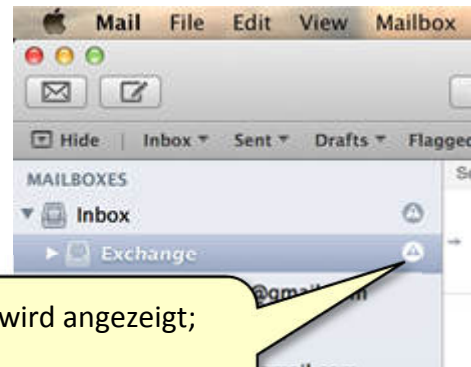 Mail File Edit View Mailbox
Hide Inbox Sent Drafts Flagged
MAILBOXES
Inbox
Exchange
wird angezeigt;